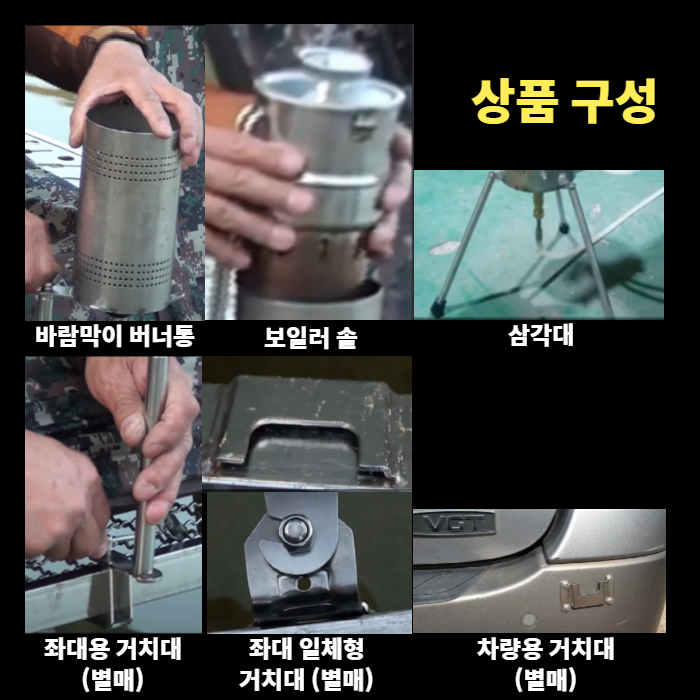 상품 구성
바람막이 버너통
보일러 솥
삼각대
VGT
좌대용 거치대
(별매)
좌대 일체형
거치대 (별매)
차량용 거치대
(별매)